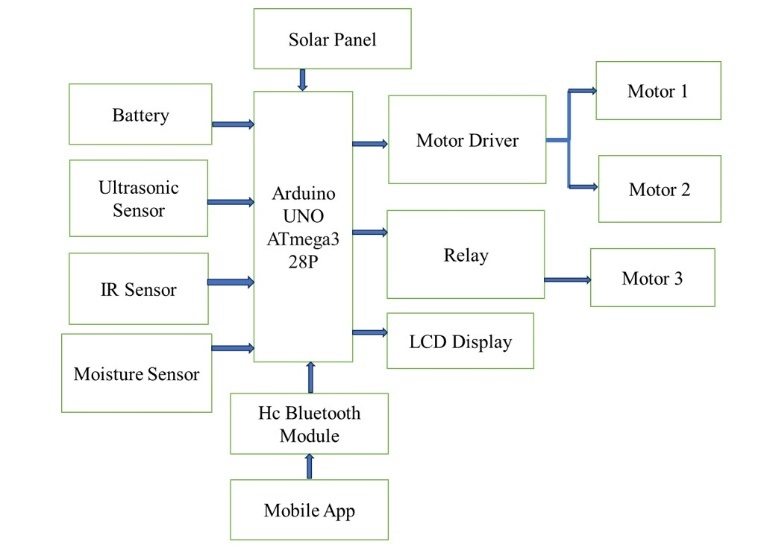 Solar Panel
Battery
Motor Driver
Motor 1
Ultrasonic
Sensor
Arduino
UNO
ATmega3
28P
Motor 2
IR Sensor
Relay
Motor 3
Moisture Sensor
LCD Display
Hc Bluetooth
Module
Mobile App